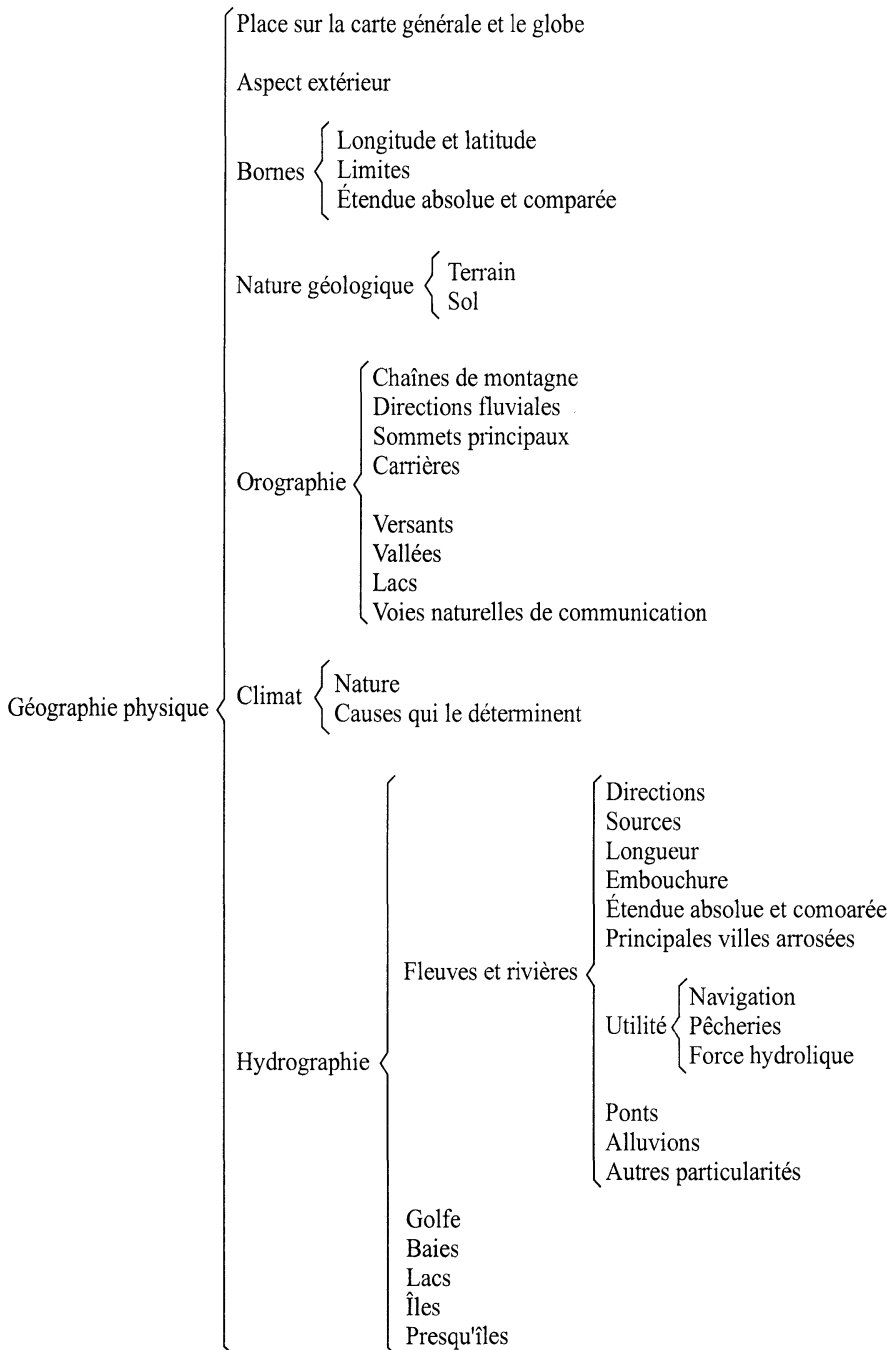 Place sur la carte générale et le globe
Aspect extérieur
Bornes
Longitude et latitude
Limites
Étendue absolue et comparée
Nature géologique
Terrain
Sol
Orographie
Chaînes de montagne
Directions fluviales
Sommets principaux
Carrières
Versants
Vallées
Lacs
Voies naturelles de communication
Géographie physique
Climat
Nature
Causes qui le déterminent
Hydrographie
Fleuves et rivières
Directions
Sources
Longueur
Embouchure
Étendue absolue et comoarée
Principales villes arrosées
Utilité
Navigation
Pêcheries
Force hydrolique
Ponts
Alluvions
Autres particularités
Golfe
Baies
Lacs
Îles
Presqu'îles